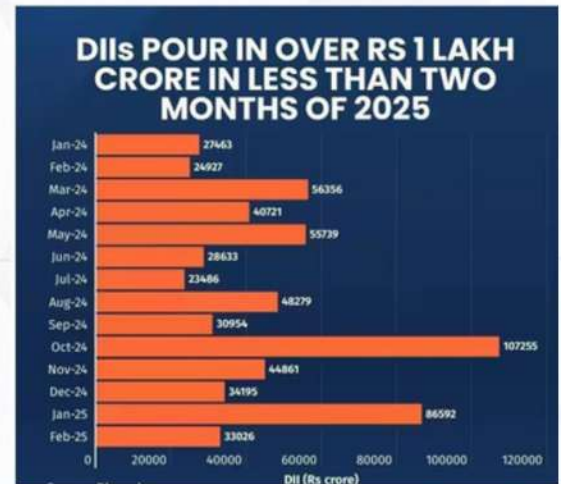 DIIs POUR IN OVER RS 1 LAKH
CRORE IN LESS THAN TWO
MONTHS OF 2025
Jan-24 27463
Feb-24 24927
Mar-24 56356
Apr-24 40721
May-24 55739
Jun-24 28633
Jul-24 23486
Aug-24 48279
Sep-24 30954
Oct-24 107255
Nov-24 44861
Dec-24 34195
Jan-25 86592
Feb-25 33026
0 20000 40000 60000 80000 100000 120000
DII (Rs crore)